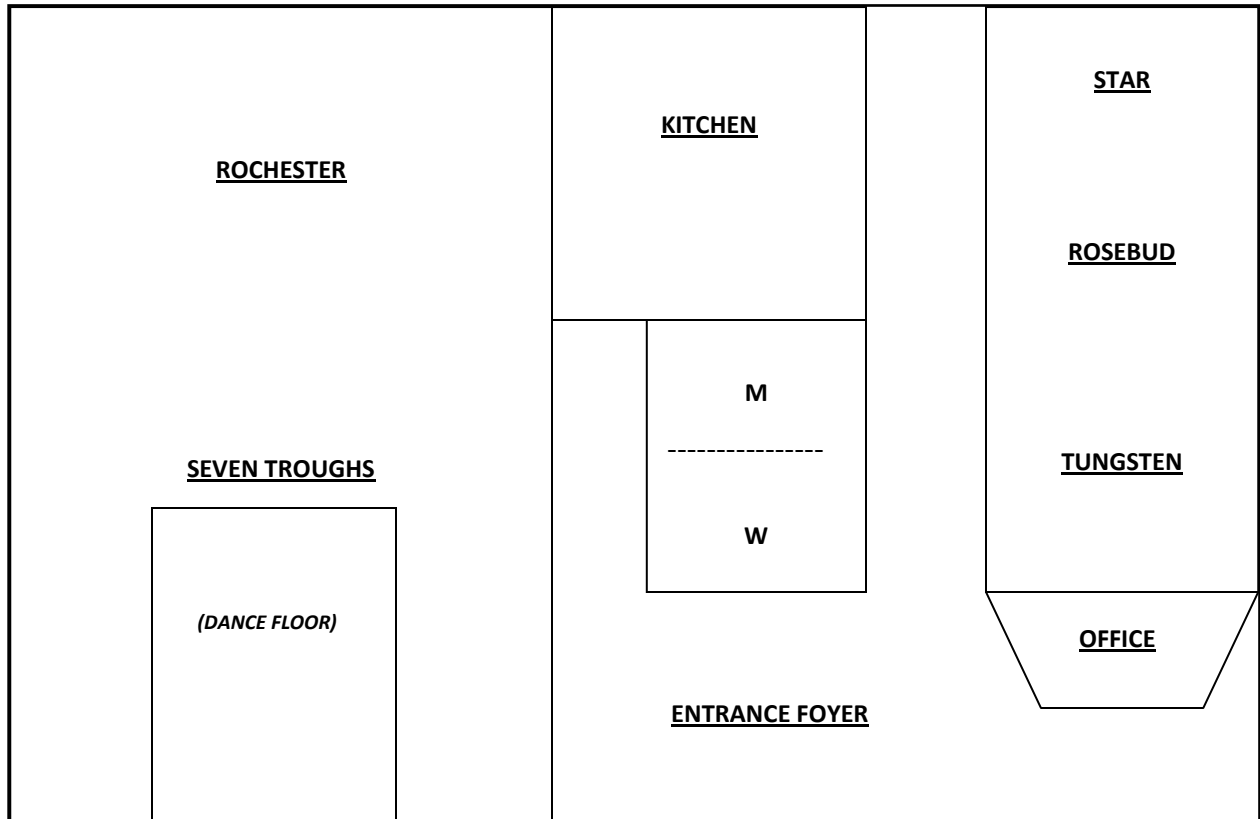 STAR
KITCHEN
ROCHESTER
ROSEBUD
M
----------------
SEVEN TROUGHS
TUNGSTEN
W
(DANCE FLOOR)
OFFICE
ENTRANCE FOYER